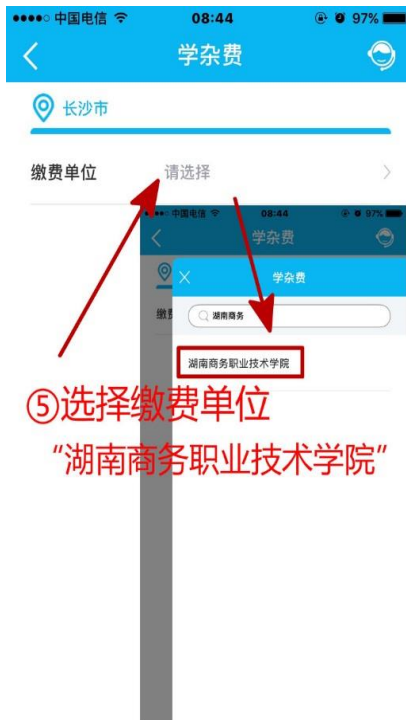 中国电信 08:44 97%
学杂费
长沙市
缴费单位 请选择
中国电信 08:44 97%
学杂费
缴费
学杂费
湖南商务
湖南商务职业技术学院
⑤选择缴费单位
“湖南商务职业技术学院”